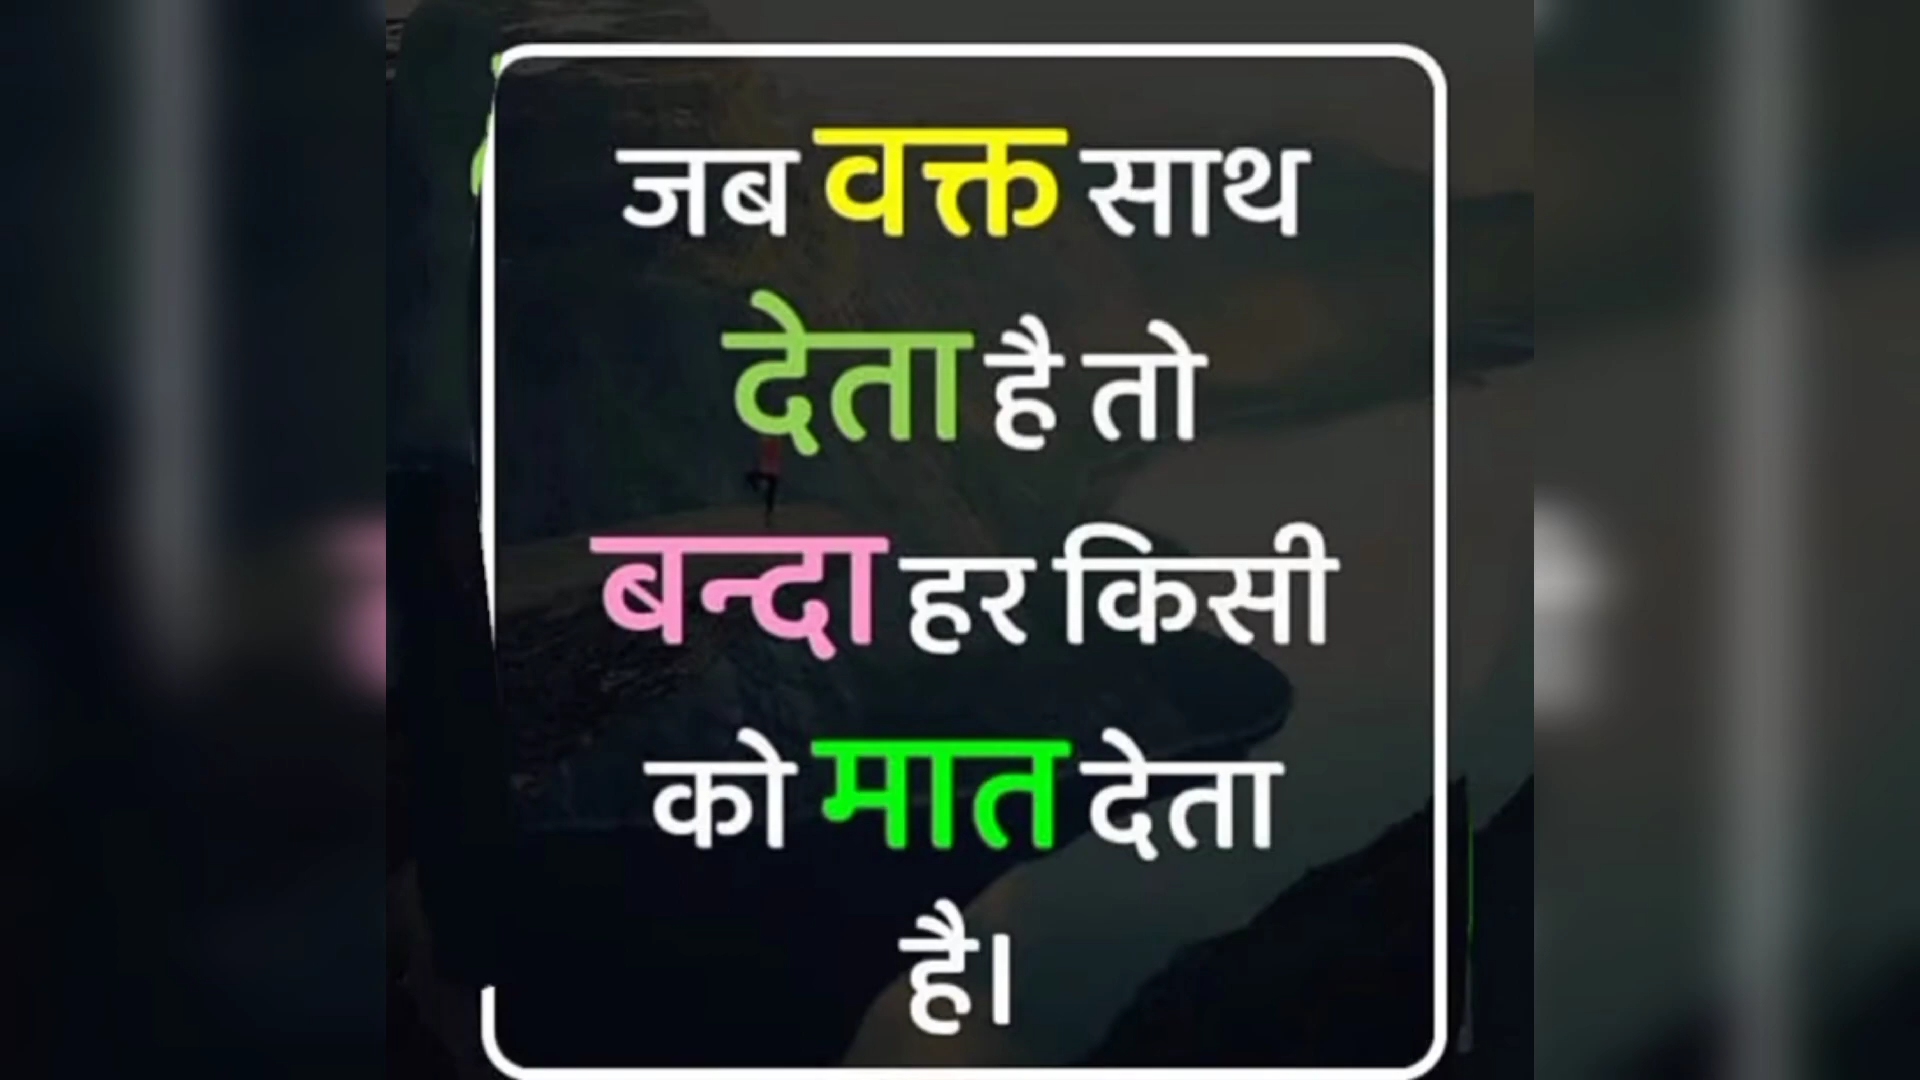 जब वक्त साथ
देता है तो
बन्दा हर किसी
को मात देता
है।